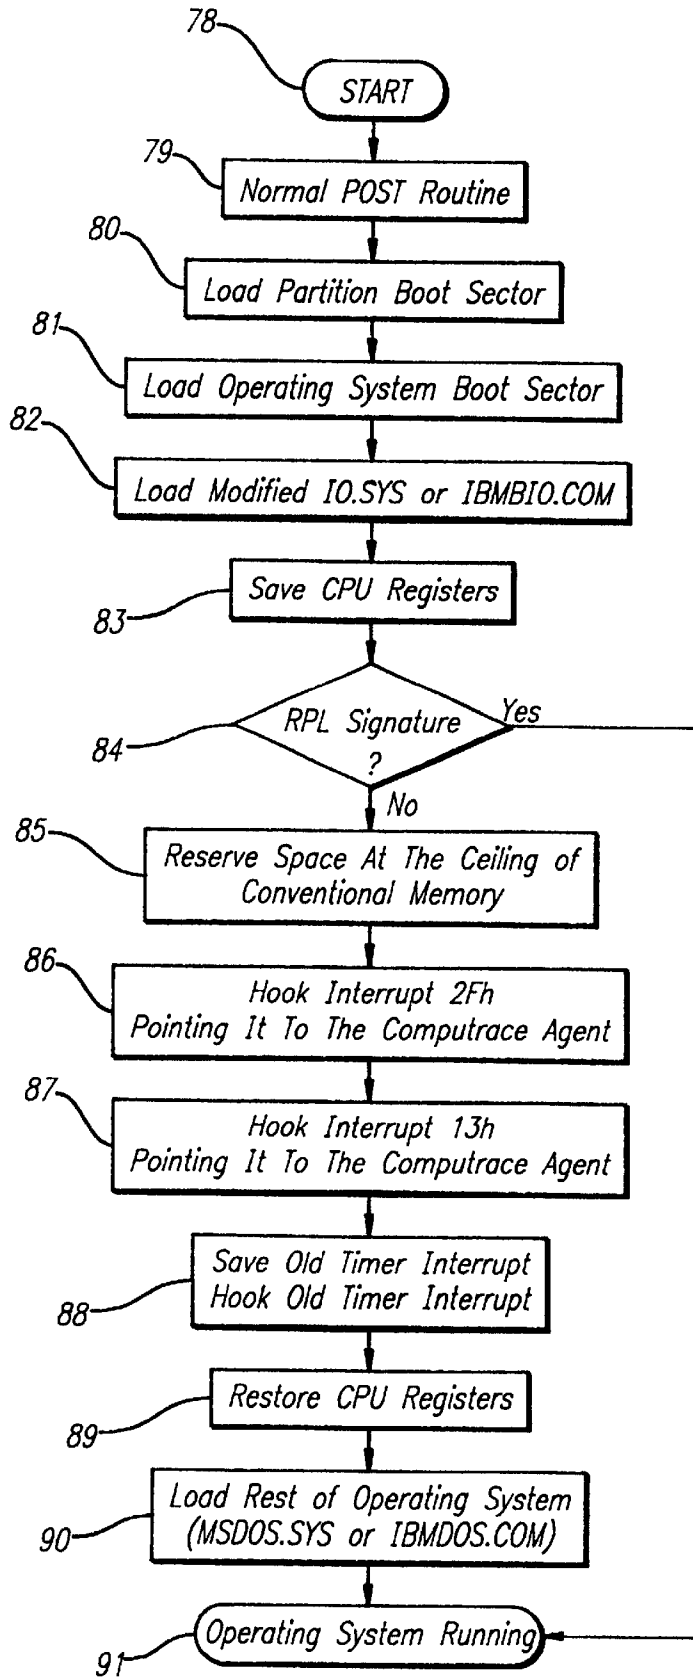 78
START
79
Normal POST Routine
80
Load Partition Boot Sector
81
Load Operating System Boot Sector
82
Load Modified IO.SYS or IBMBIO.COM
Save CPU Registers
83
RPL Signature
?
Yes
84
No
85
Reserve Space At The Ceiling of
Conventional Memory
86
Hook Interrupt 2Fh
Pointing It To The Computrace Agent
87
Hook Interrupt 13h
Pointing It To The Computrace Agent
Save Old Timer Interrupt
Hook Old Timer Interrupt
88
Restore CPU Registers
89
Load Rest of Operating System
(MSDOS.SYS or IBMDOS.COM)
90
Operating System Running
91